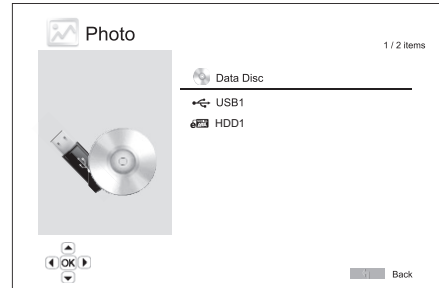 Photo
1 / 2 items
Data Disc
USB1
HDD1
OK
Back